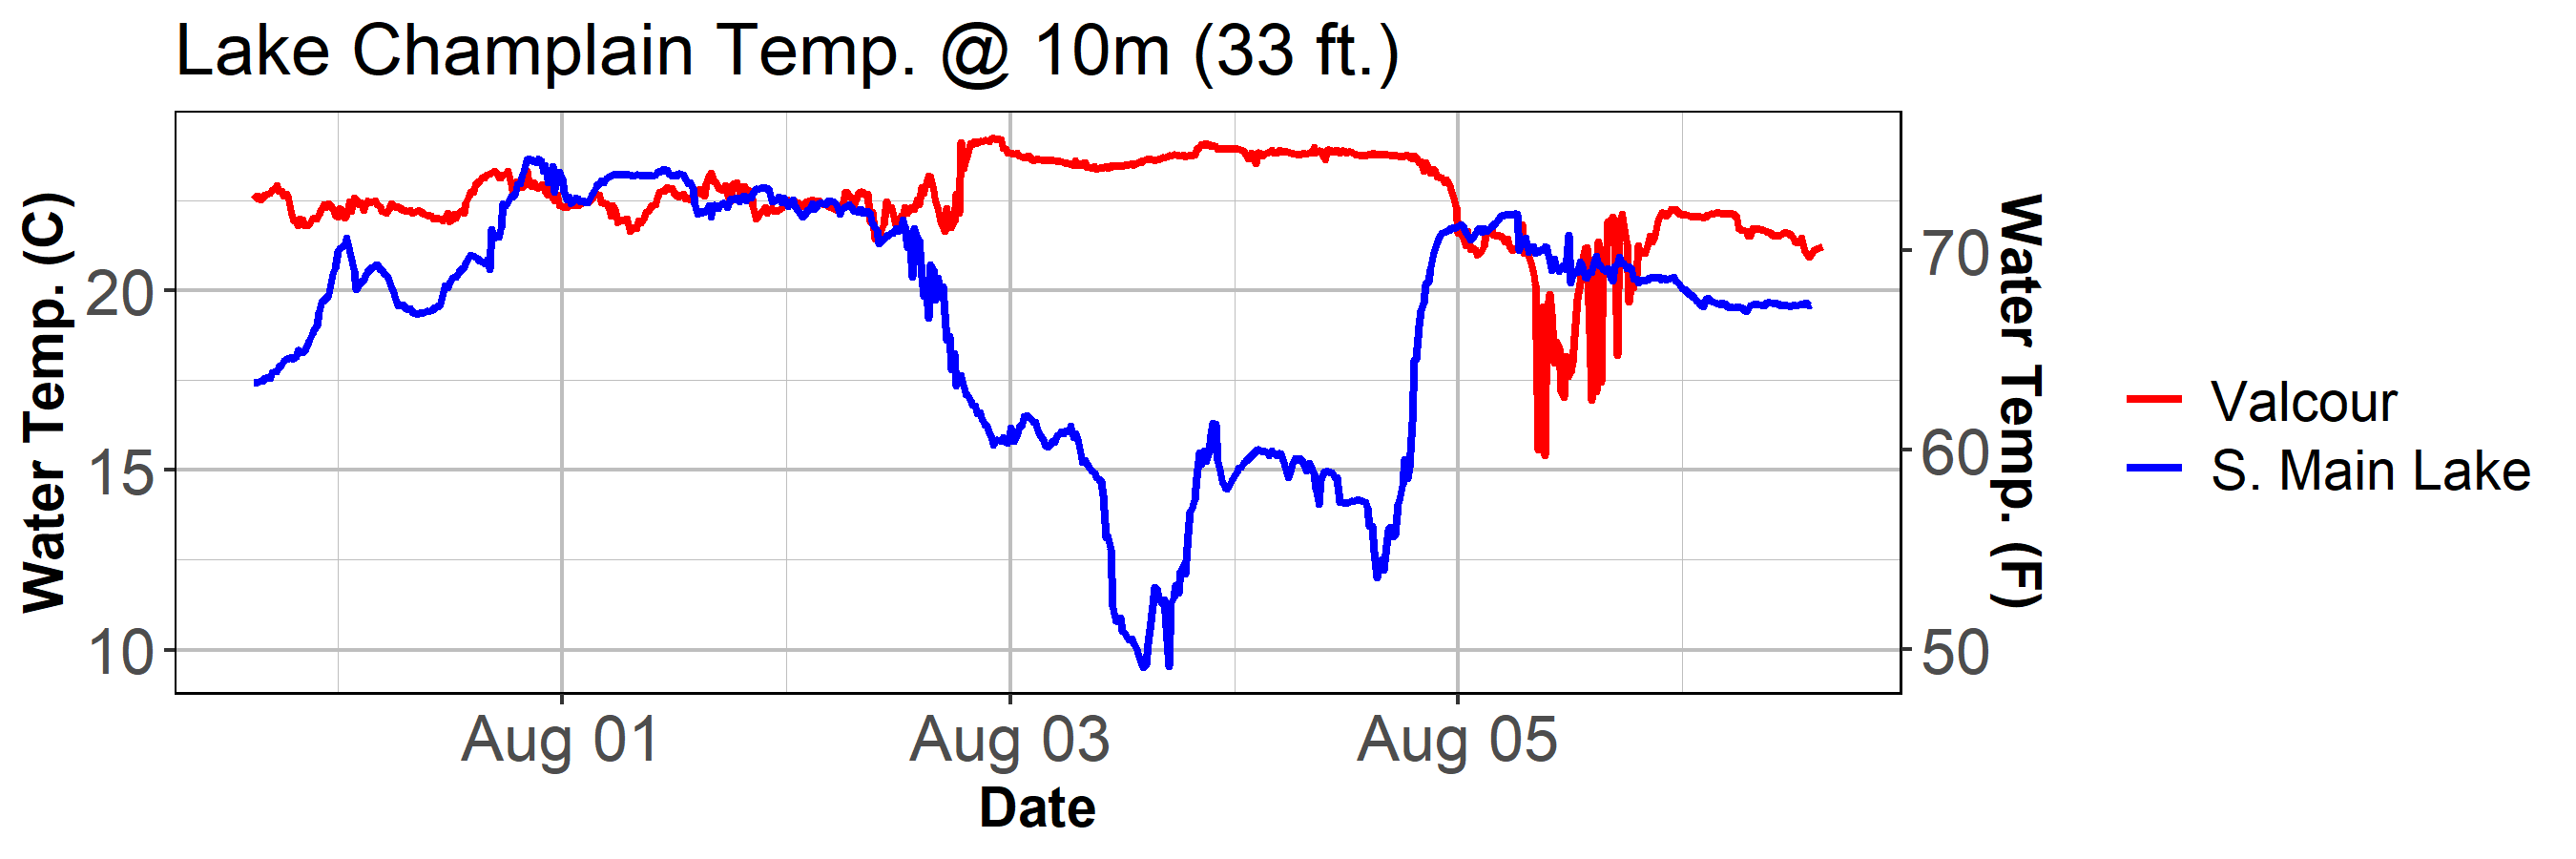 Lake Champlain Temp. @ 10m (33 ft.)
Water Temp. (C)
20
15
10
70
60
50
Water Temp. (F)
Aug 01
Aug 03
Aug 05
Date
Valcour
S. Main Lake